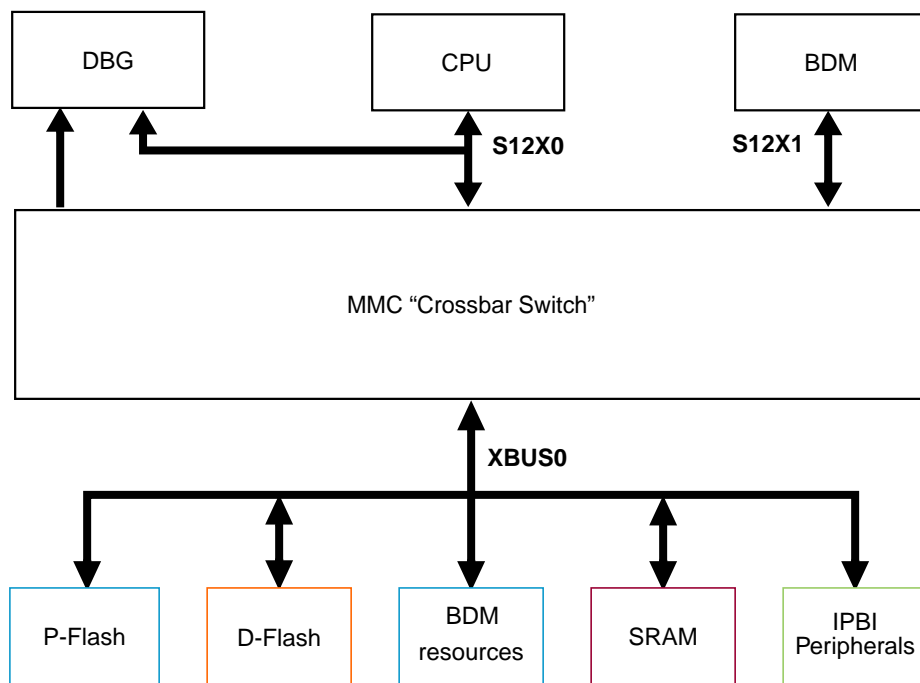 DBG
CPU
BDM
S12X0
S12X1
MMC “Crossbar Switch”
XBUS0
P-Flash
D-Flash
BDM
resources
SRAM
IPBI
Peripherals